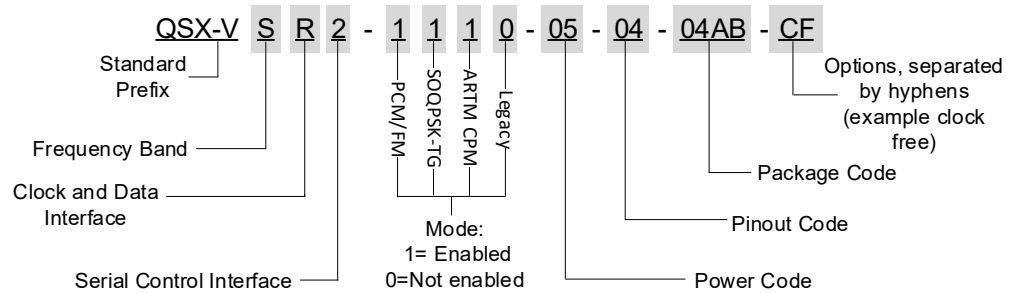 QSX-V S R 2 - 1 1 1 0 - 05 - 04 - 04AB - CF
Standard
Prefix
Frequency Band
Clock and Data
Interface
Serial Control Interface
PCM/FM
SOQPSK-TG
ARTM CPM
Legacy
Mode:
1= Enabled
0=Not enabled
Options, separated
by hyphens
(example clock
free)
Package Code
Pinout Code
Power Code